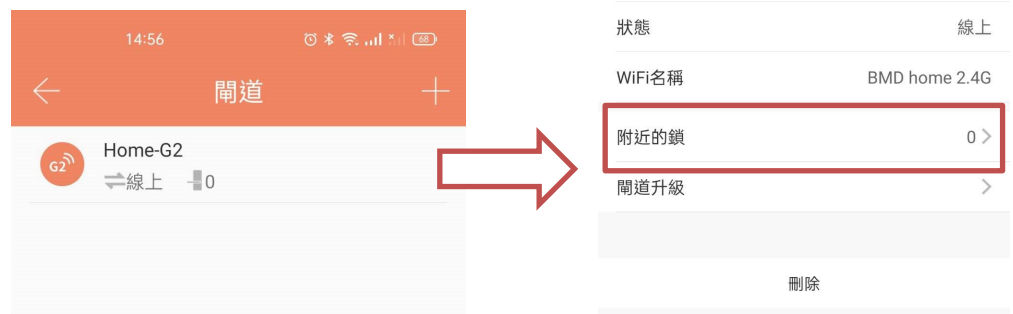 14:56
68
閘道
G2
Home-G2
線上 0
狀態 線上
WiFi名稱 BMD home 2.4G
附近的鎖 0
閘道升級
刪除